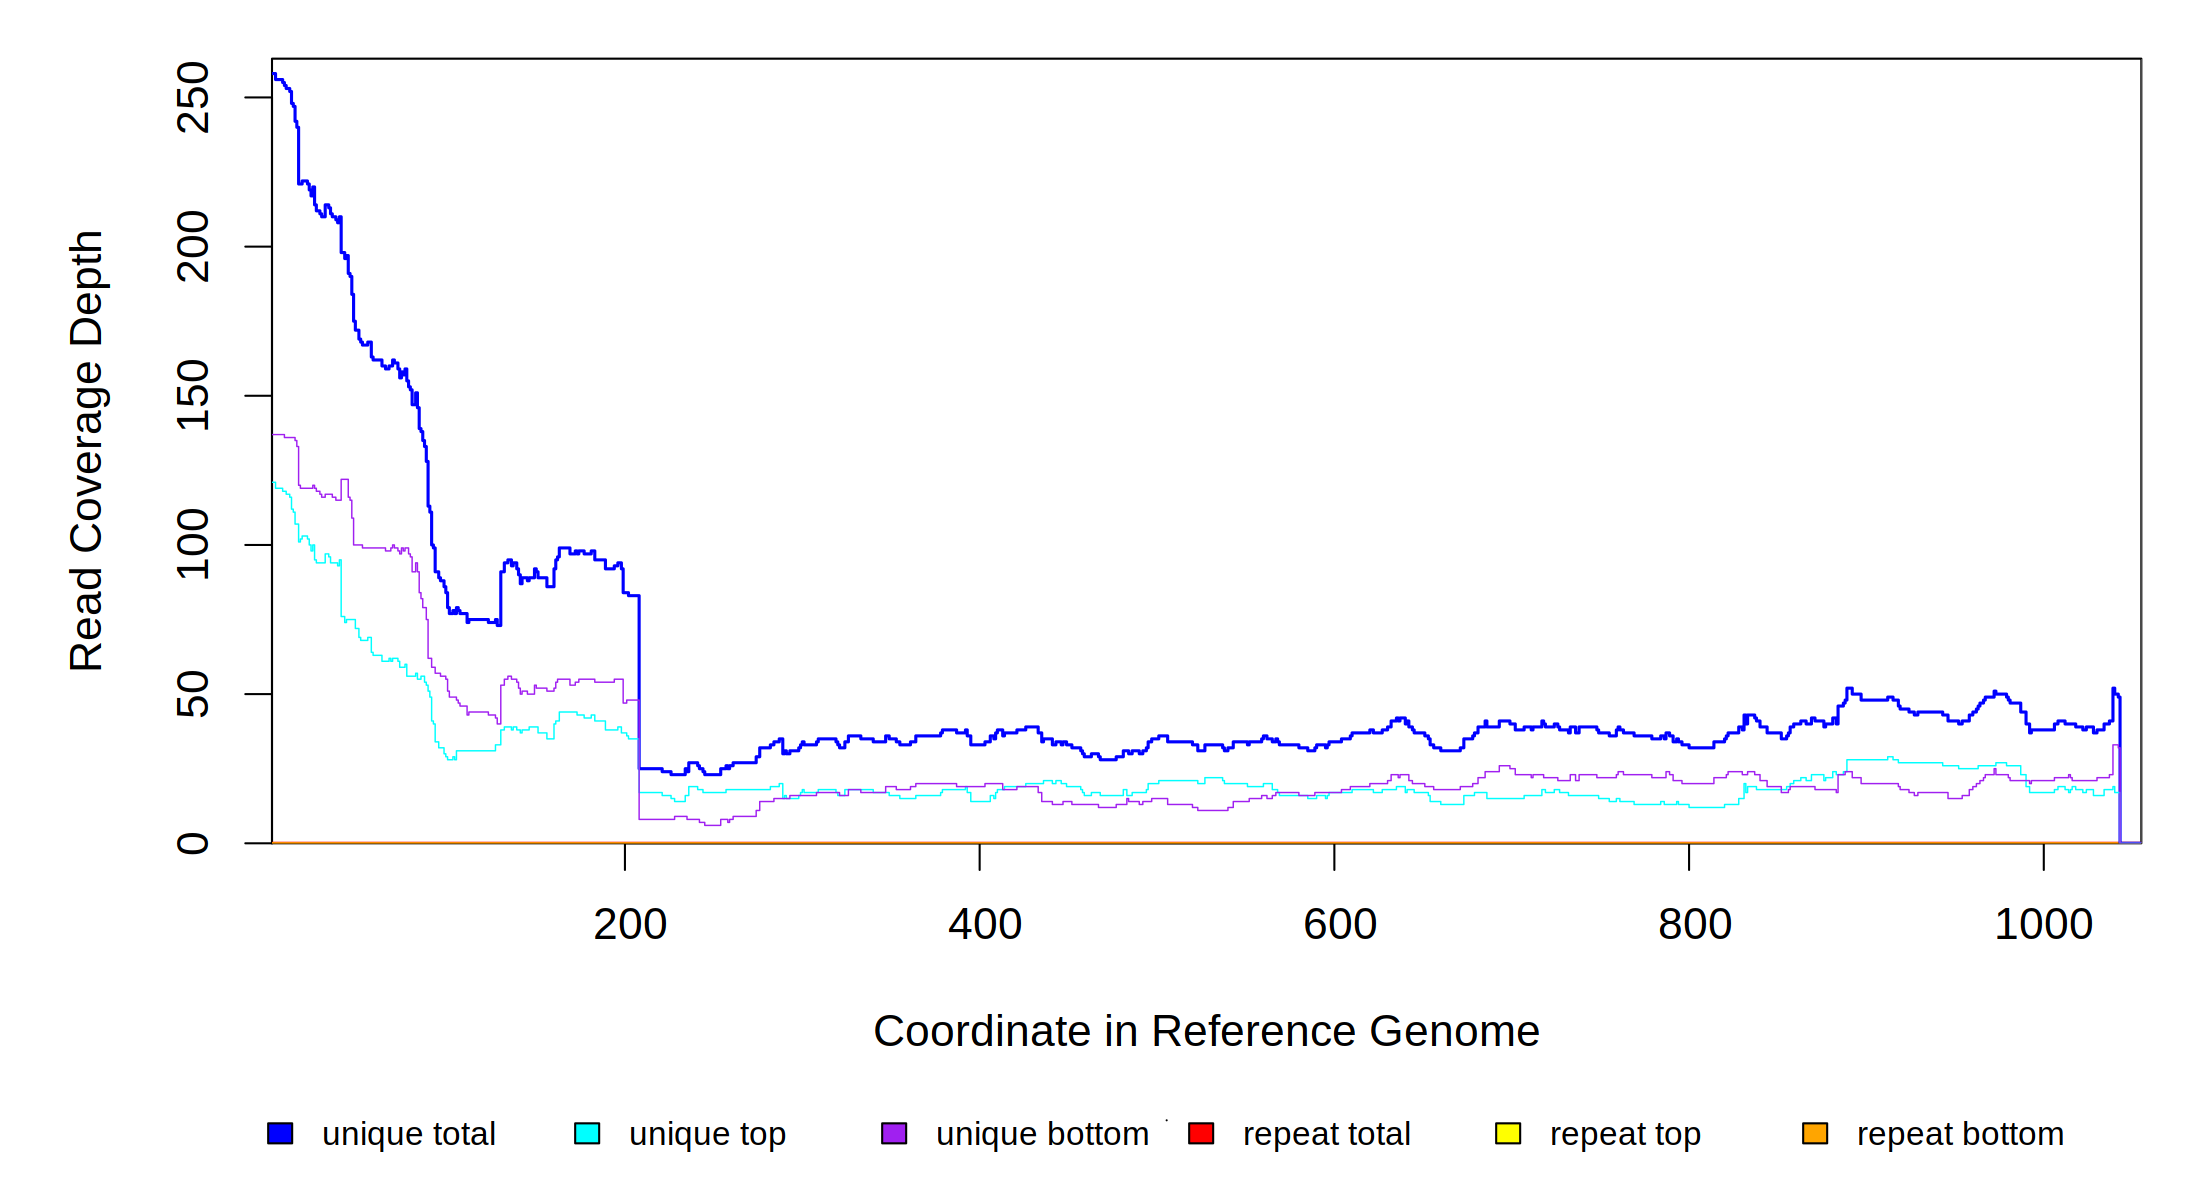 250
200
150
100
50
0
Read Coverage Depth
200 400 600 800 1000
Coordinate in Reference Genome
unique total unique top unique bottom repeat total repeat top repeat bottom